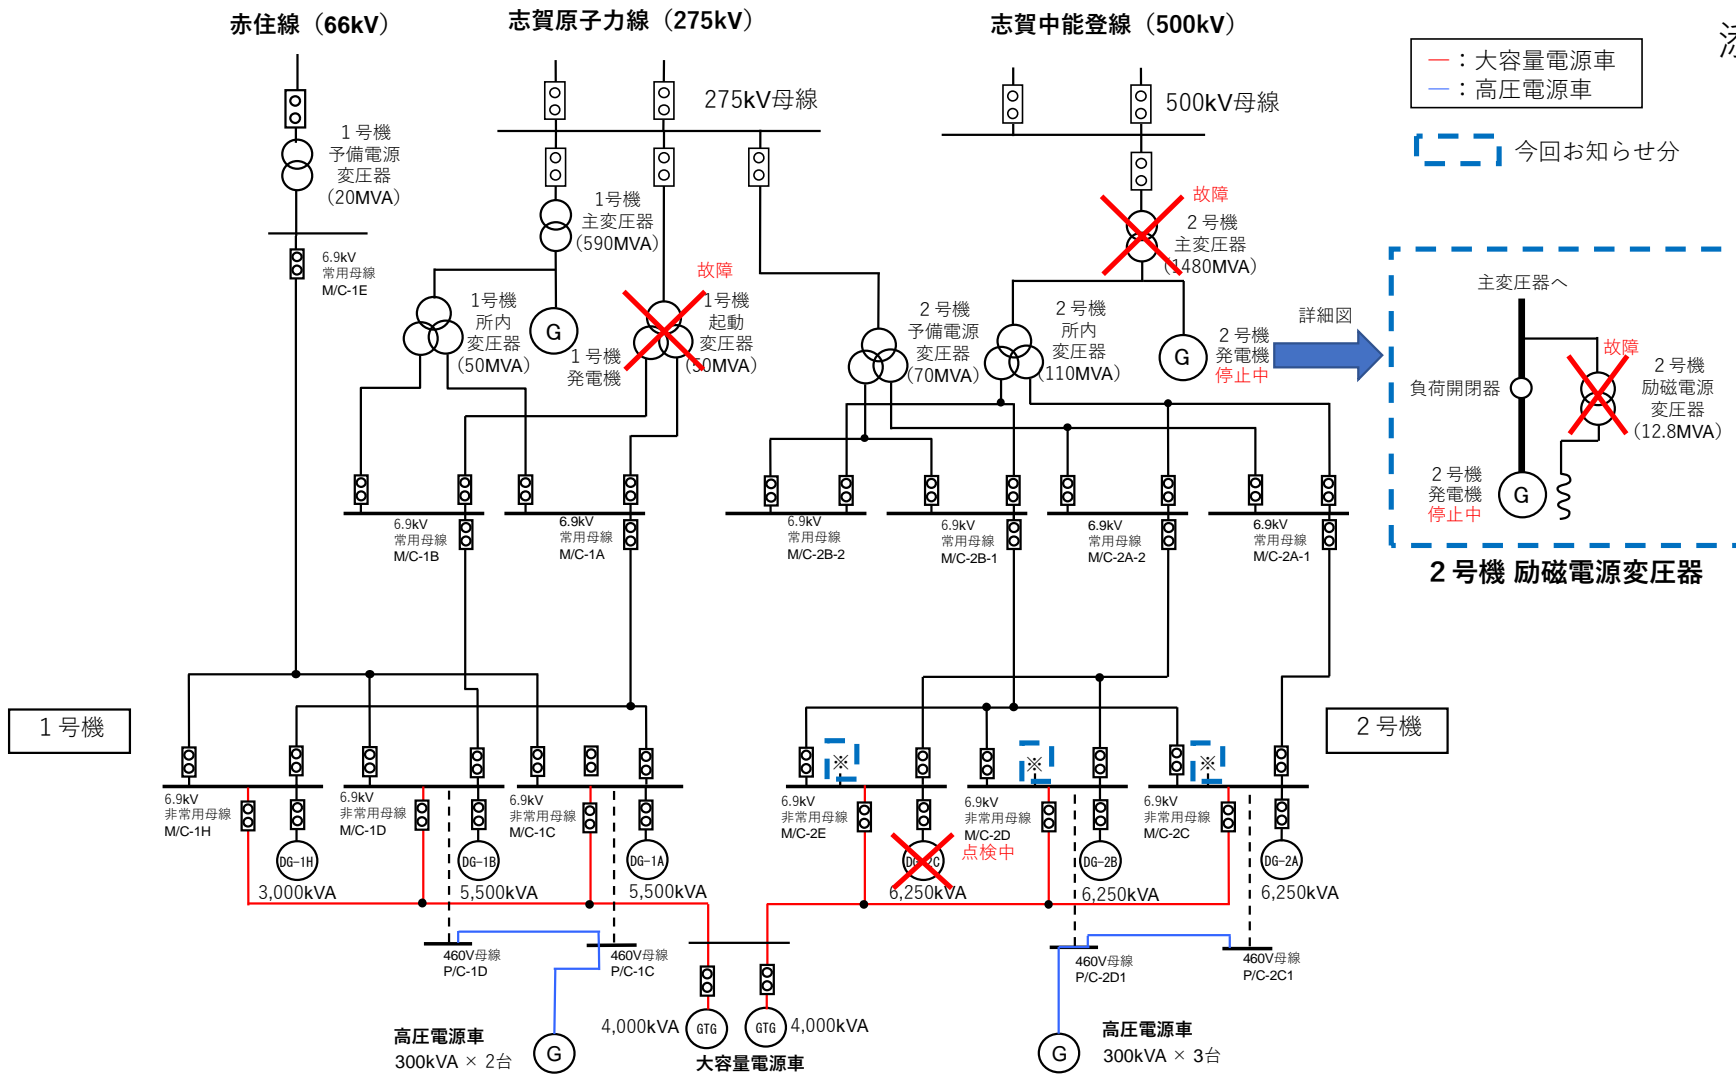 赤住線（66kV）
志賀原子力線（275kV）
志賀中能登線（500kV）
：大容量電源車
：高圧電源車
今回お知らせ分
275kV母線
500kV母線
１号機
予備電源
変圧器
(20MVA)
6.9kV
常用母線
M/C-1E
1号機
主変圧器
(590MVA)
1号機
所内
変圧器
(50MVA)
G
１号機
発電機
故障
1号機
起動
変圧器
(50MVA)
２号機
予備電源
変圧器
(70MVA)
２号機
所内
変圧器
(110MVA)
故障
２号機
主変圧器
(1480MVA)
G
２号機
発電機
停止中
詳細図
主変圧器へ
負荷開閉器
故障
２号機
励磁電源
変圧器
(12.8MVA)
２号機
発電機
停止中
G
２号機 励磁電源変圧器
6.9kV
常用母線
M/C-1B
6.9kV
常用母線
M/C-1A
6.9kV
常用母線
M/C-2B-2
6.9kV
常用母線
M/C-2B-1
6.9kV
常用母線
M/C-2A-2
6.9kV
常用母線
M/C-2A-1
１号機
２号機
※
※
※
6.9kV
非常用母線
M/C-1H
6.9kV
非常用母線
M/C-1D
6.9kV
非常用母線
M/C-1C
6.9kV
非常用母線
M/C-2E
6.9kV
非常用母線
M/C-2D
点検中
6.9kV
非常用母線
M/C-2C
DG-1H
3,000kVA
DG-1B
5,500kVA
DG-1A
5,500kVA
DG-2C
6,250kVA
DG-2B
6,250kVA
DG-2A
6,250kVA
460V母線
P/C-1D
460V母線
P/C-1C
460V母線
P/C-2D1
460V母線
P/C-2C1
高圧電源車
300kVA × 2台
G
4,000kVA
GTG
GTG
4,000kVA
大容量電源車
G
高圧電源車
300kVA × 3台